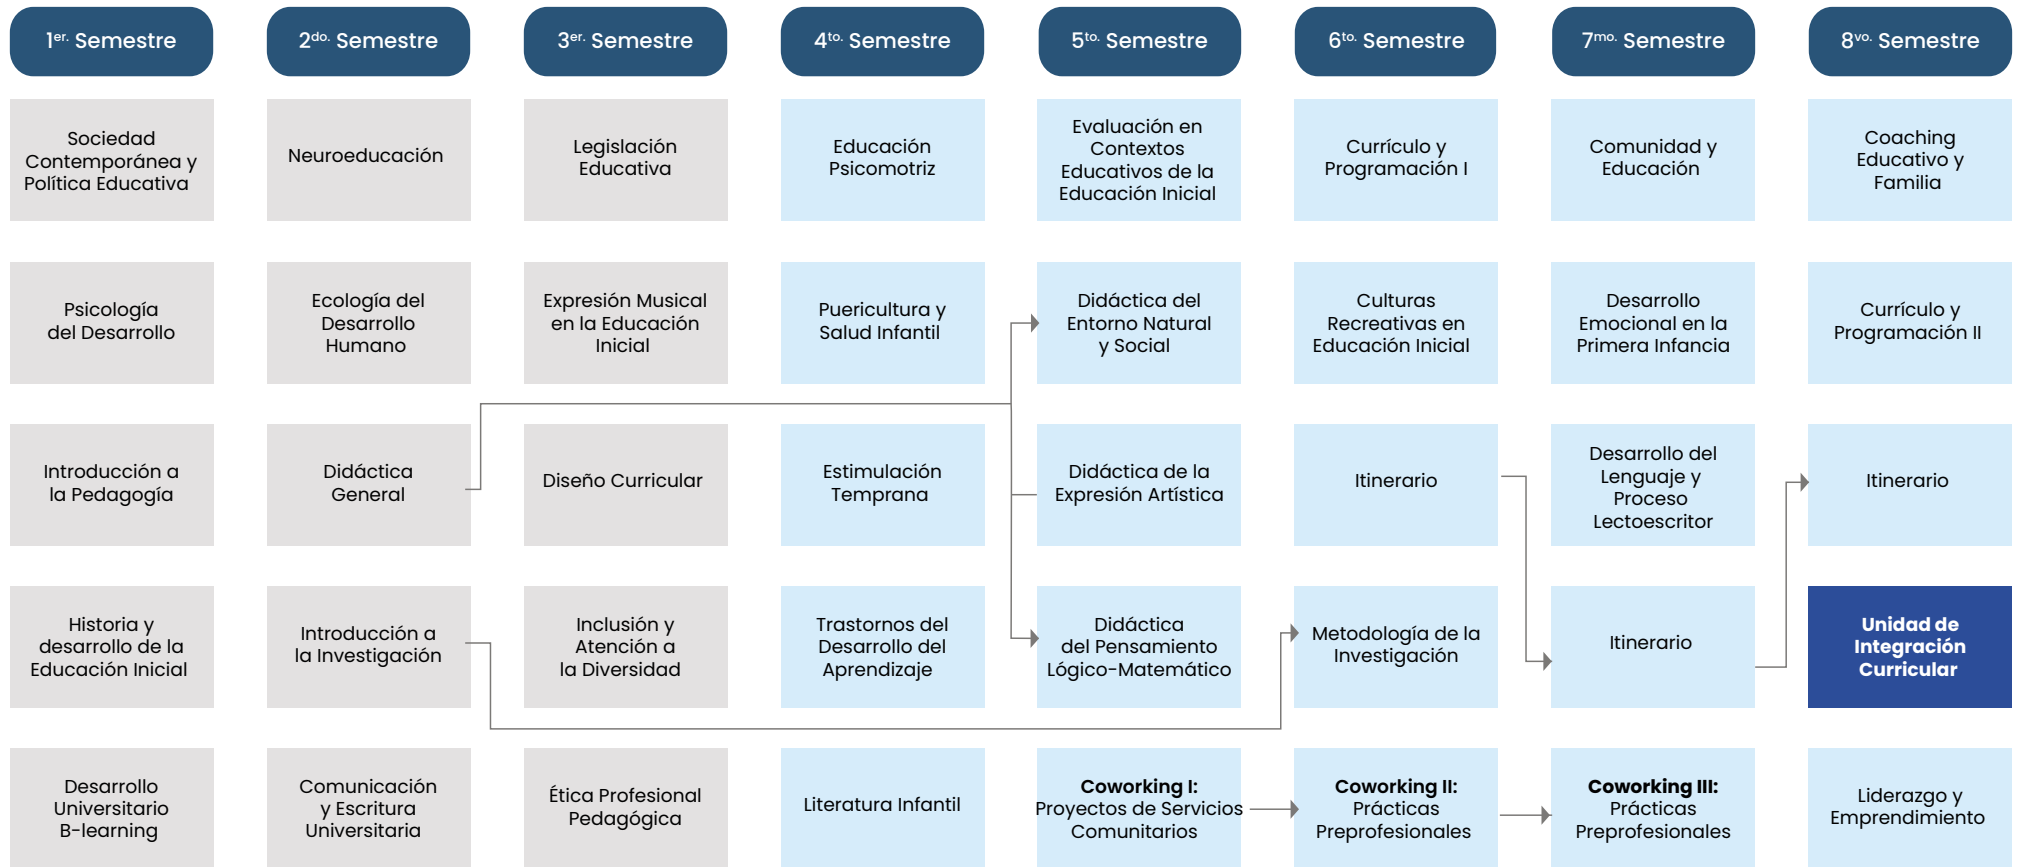 1er. Semestre
2do. Semestre
3er. Semestre
4to. Semestre
5to. Semestre
6to. Semestre
7mo. Semestre
8vo. Semestre
Sociedad
Contemporánea y
Política Educativa
Neuroeducación
Legislación
Educativa
Educación
Psicomotriz
Evaluación en
Contextos
Educativos de la
Educación Inicial
Currículo y
Programación I
Comunidad y
Educación
Coaching
Educativo y
Familia
Psicología
del Desarrollo
Ecología del
Desarrollo
Humano
Expresión Musical
en la Educación
Inicial
Puericultura y
Salud Infantil
Didáctica del
Entorno Natural
y Social
Culturas
Recreativas en
Educación Inicial
Desarrollo
Emocional en la
Primera Infancia
Currículo y
Programación II
Introducción a
la Pedagogía
Didáctica
General
Diseño Curricular
Estimulación
Temprana
Didáctica de la
Expresión Artística
Itinerario
Desarrollo del
Lenguaje y
Proceso
Lectoescritor
Itinerario
Historia y
desarrollo de la
Educación Inicial
Introducción a
la Investigación
Inclusión y
Atención a
la Diversidad
Trastornos del
Desarrollo del
Aprendizaje
Didáctica
del Pensamiento
Lógico-Matemático
Metodología de la
Investigación
Itinerario
Unidad de
Integración
Curricular
Desarrollo
Universitario
B-learning
Comunicación
y Escritura
Universitaria
Ética Profesional
Pedagógica
Literatura Infantil
Coworking I:
Proyectos de Servicios
Comunitarios
Coworking II:
Prácticas
Preprofesionales
Coworking III:
Prácticas
Preprofesionales
Liderazgo y
Emprendimiento